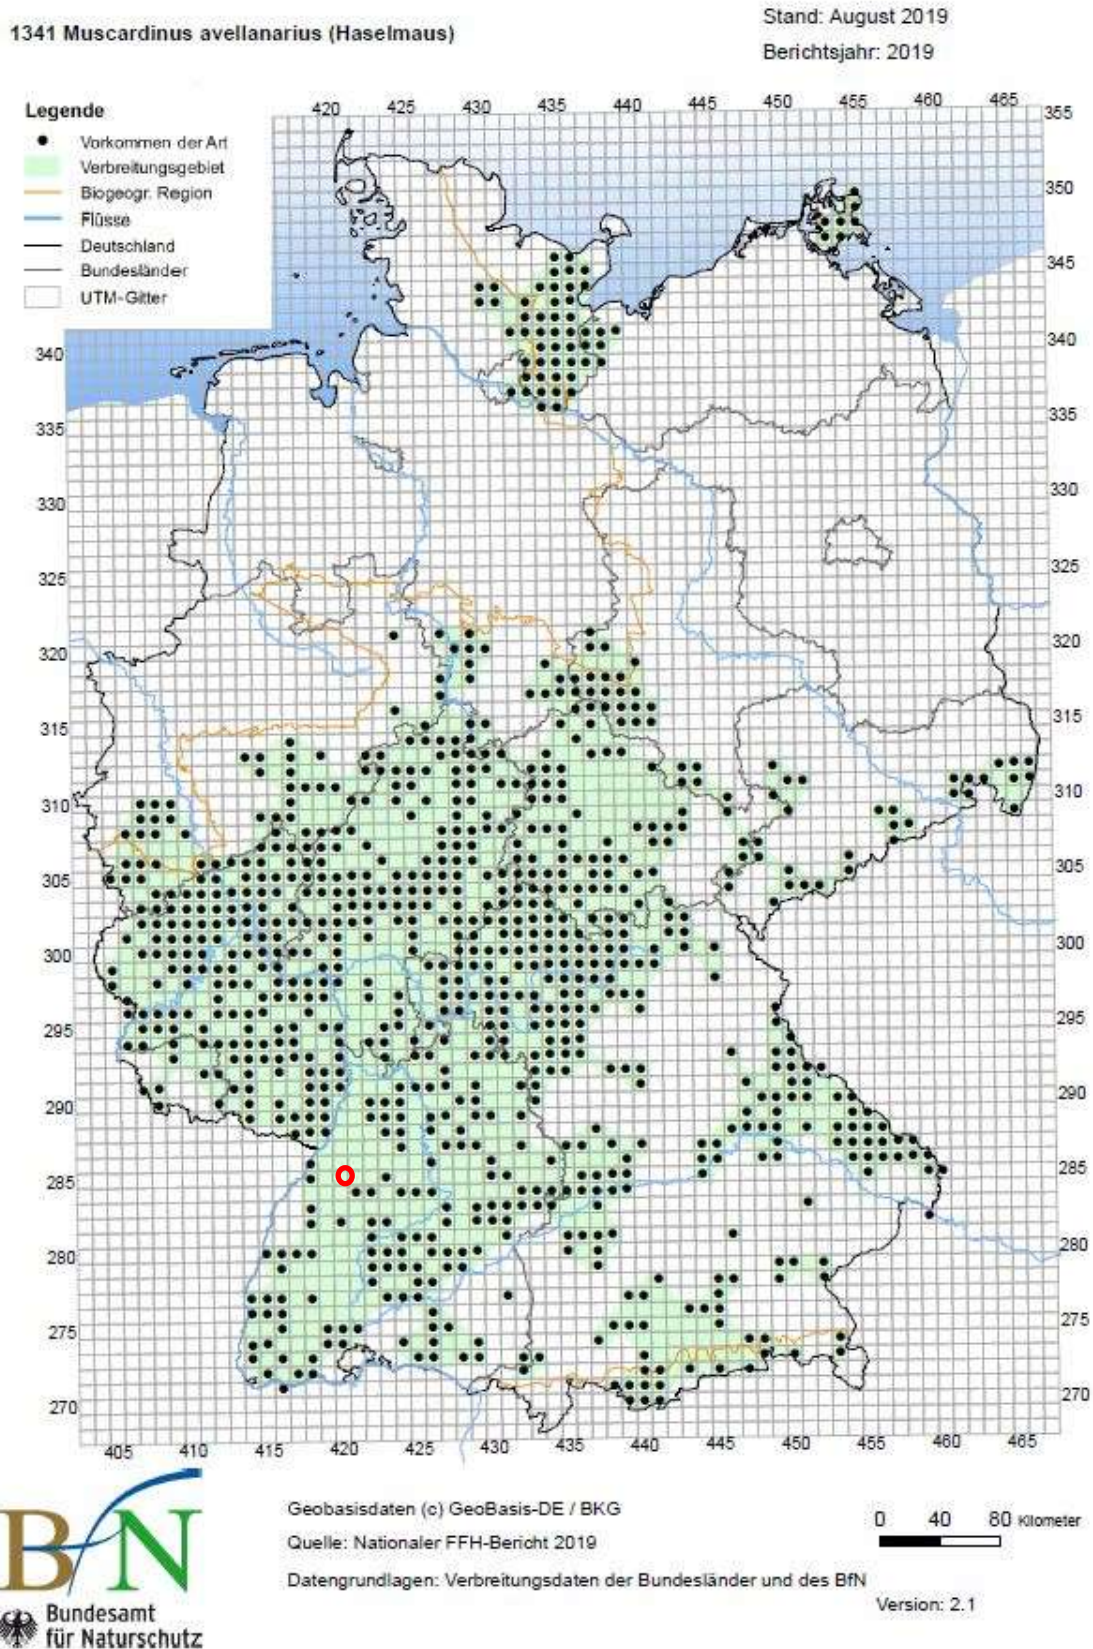 1341 Muscardinus avellanarius (Haselmaus)
Stand: August 2019
Berichtsjahr: 2019
Legende
Vorkommen der Art
Verbreitungsgebiet
Biogeogr. Region
Flüsse
Deutschland
Bundesländer
UTM-Gitter
420 425 430 435 440 445 450 455 460 465
355
350
345
340 340
335 335
330 330
325 325
320 320
315 315
310 310
305 305
300 300
295 295
290 290
285 285
280 280
275 275
270 270
405 410 415 420 425 430 435 440 445 450 455 460 465
BfN
Bundesamt
für Naturschutz
Geobasisdaten (c) GeoBasis-DE / BKG
Quelle: Nationaler FFH-Bericht 2019
Datengrundlagen: Verbreitungsdaten der Bundesländer und des BfN
0 40 80 Kilometer
Version: 2.1